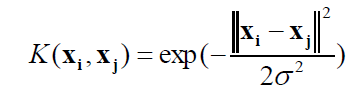 K(𝐱ᵢ, 𝐱ⱼ) = exp(−‖𝐱ᵢ − 𝐱ⱼ‖² / 2σ²)